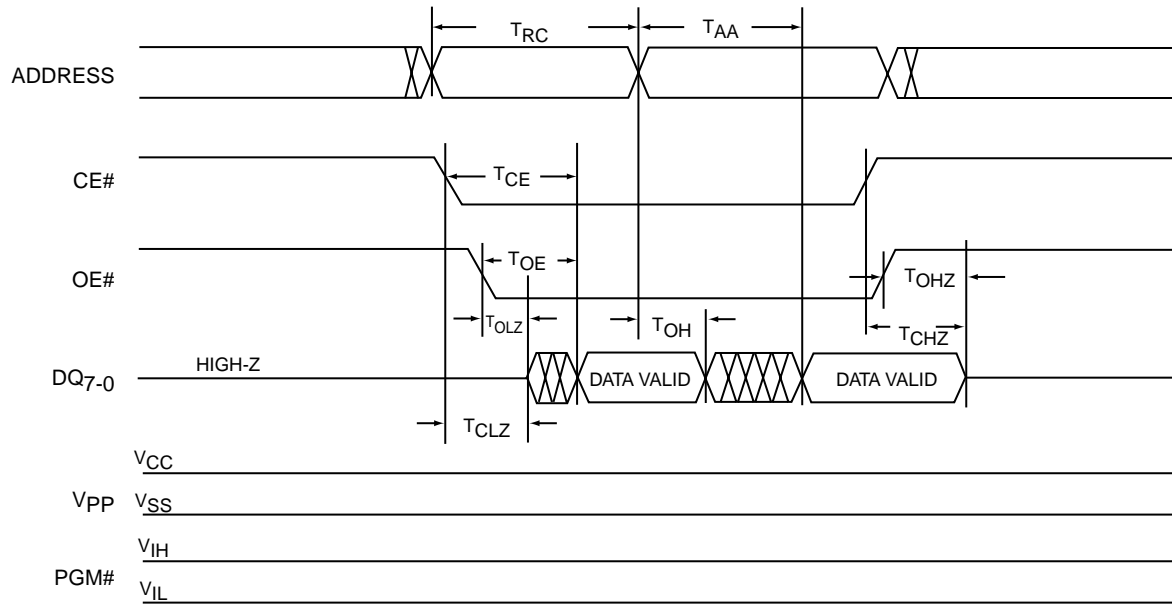 TRC
TAA
ADDRESS
CE#
TCE
OE#
TOE
TOHZ
TOLZ
TOH
TCHZ
DQ7-0
HIGH-Z
DATA VALID
DATA VALID
TCLZ
VCC
VPP
VSS
VIH
PGM#
VIL